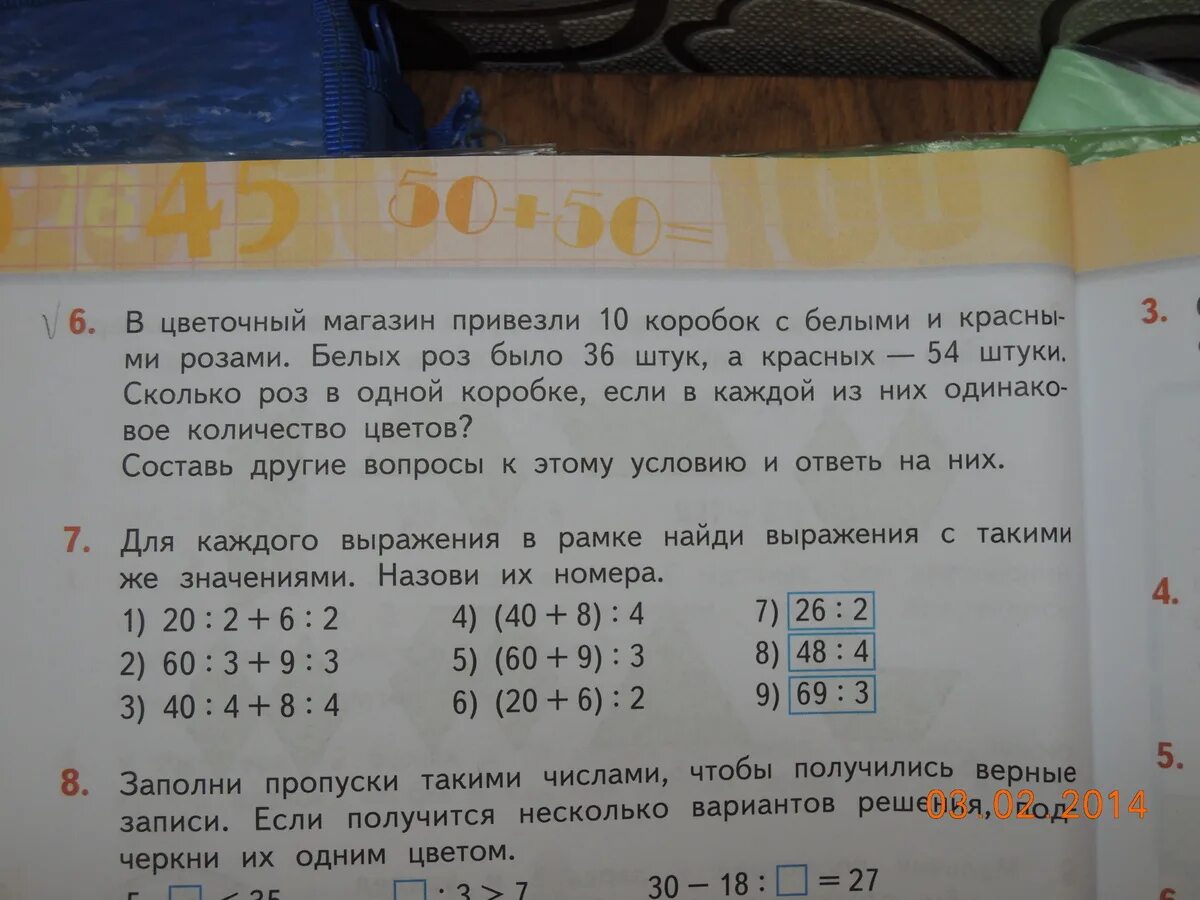 45 50+50= 100
√ 6. В цветочный магазин привезли 10 коробок с белыми и красны-
ми розами. Белых роз было 36 штук, а красных — 54 штуки.
Сколько роз в одной коробке, если в каждой из них одинако-
вое количество цветов?
Составь другие вопросы к этому условию и ответь на них.
7. Для каждого выражения в рамке найди выражения с такими
же значениями. Назови их номера.
1) 20 : 2 + 6 : 2 4) (40 + 8) : 4 7) 26 : 2
2) 60 : 3 + 9 : 3 5) (60 + 9) : 3 8) 48 : 4
3) 40 : 4 + 8 : 4 6) (20 + 6) : 2 9) 69 : 3
8. Заполни пропуски такими числами, чтобы получились верные
записи. Если получится несколько вариантов решения, под-
черкни их одним цветом.
□ : 3 > 7 30 − 18 : □ = 27
3.
4.
5.
03.02.2014